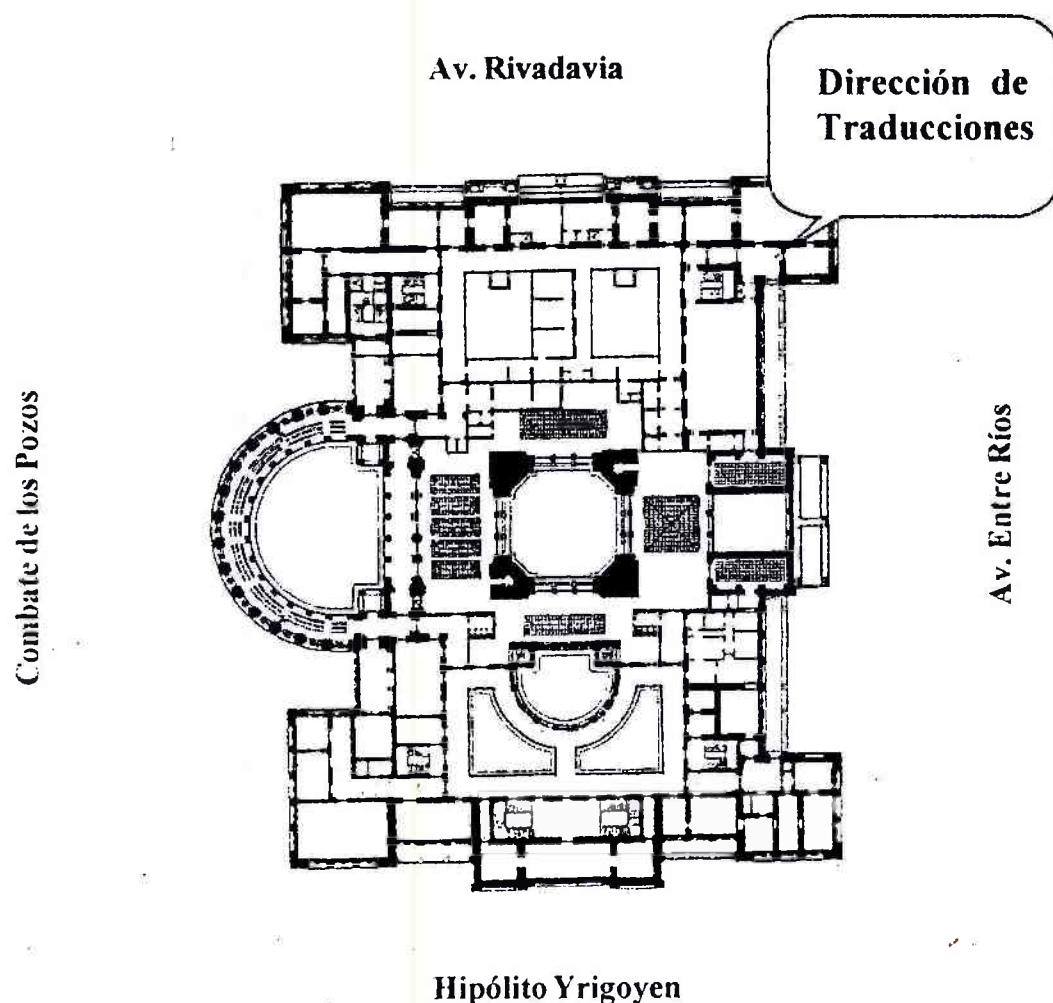 Av. Rivadavia
Dirección de
Traducciones
Combate de los Pozos
Av. Entre Ríos
Hipólito Yrigoyen